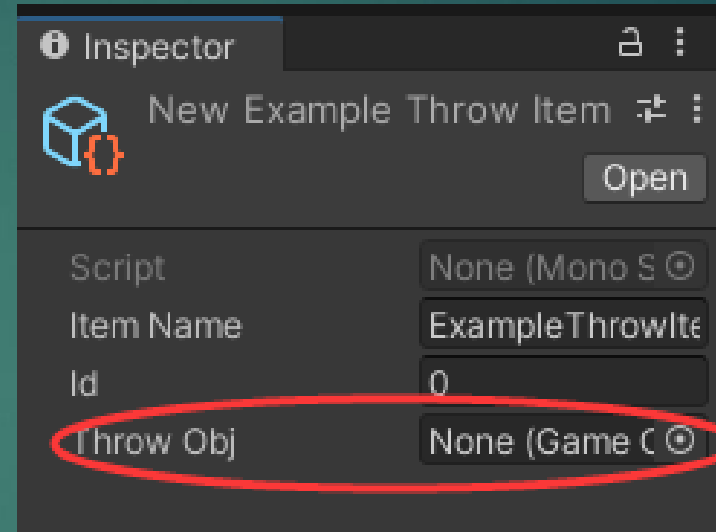 Inspector
New Example Throw Item
Open
Script None (Mono S
Item Name ExampleThrowIte
Id 0
Throw Obj None (Game